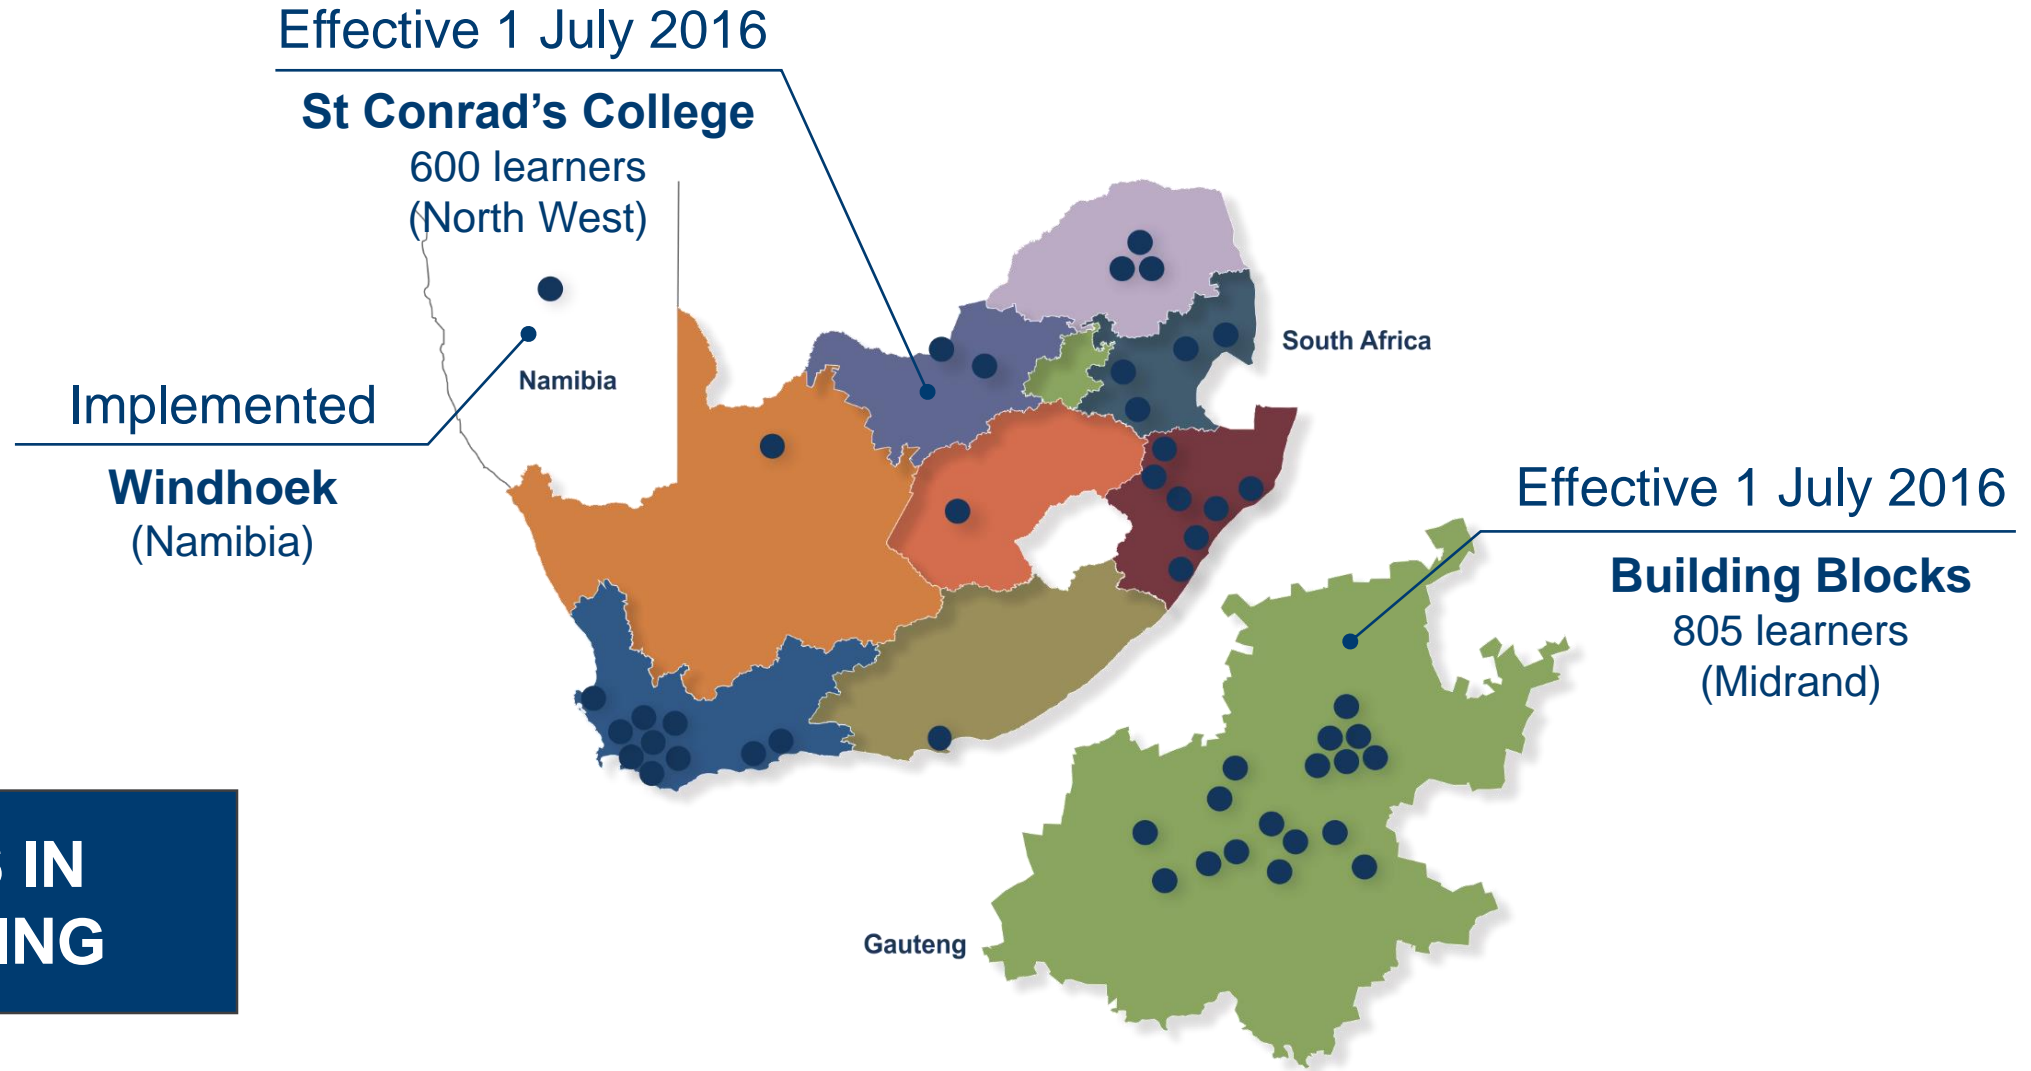 Effective 1 July 2016
St Conrad’s College
600 learners
(North West)
South Africa
Namibia
Implemented
Windhoek
(Namibia)
Effective 1 July 2016
Building Blocks
805 learners
(Midrand)
IN
ING
Gauteng